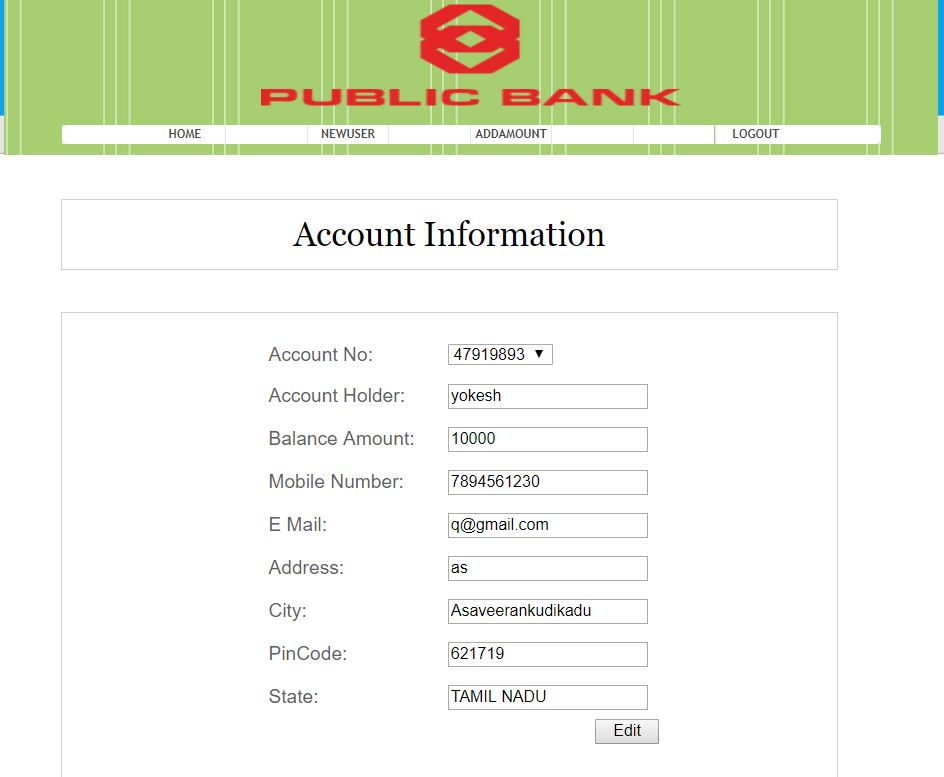 PUBLIC BANK
HOME NEWUSER ADDAMOUNT LOGOUT
Account Information
Account No: 47919893
Account Holder: yokesh
Balance Amount: 10000
Mobile Number: 7894561230
E Mail: q@gmail.com
Address: as
City: Asaveerankudikadu
PinCode: 621719
State: TAMIL NADU
Edit